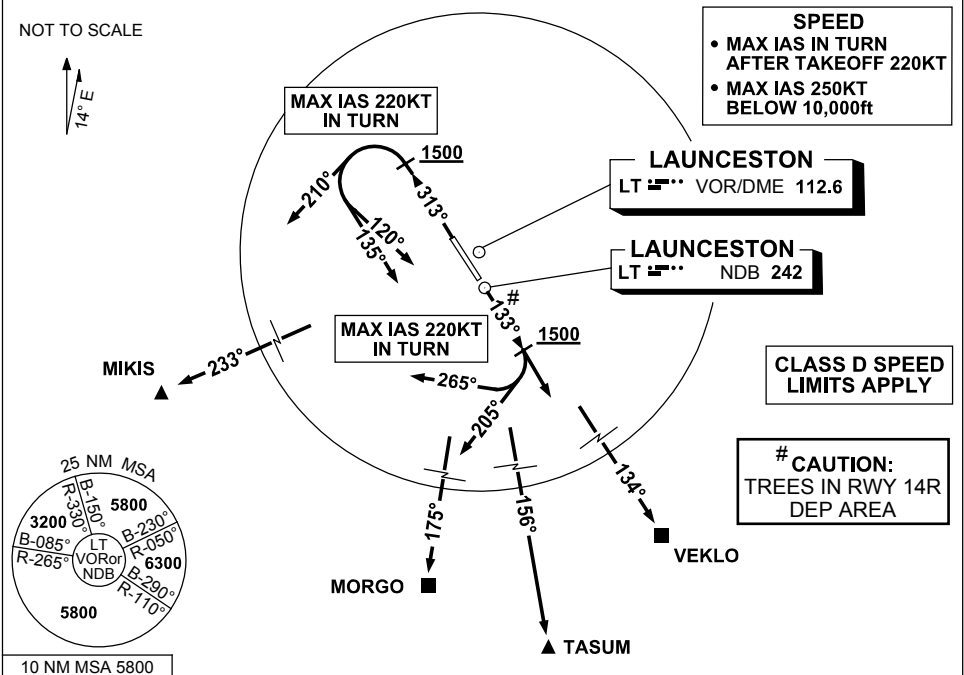 NOT TO SCALE
14° E
SPEED
• MAX IAS IN TURN
AFTER TAKEOFF 220KT
• MAX IAS 250KT
BELOW 10,000ft
MAX IAS 220KT
IN TURN
1500
LAUNCESTON
LT VOR/DME 112.6
210°
313°
120°
135°
LAUNCESTON
LT NDB 242
#
133°
MAX IAS 220KT
IN TURN
1500
265°
205°
MIKIS
233°
CLASS D SPEED
LIMITS APPLY
# CAUTION:
TREES IN RWY 14R
DEP AREA
175°
156°
134°
VEKLO
MORGO
TASUM
25 NM MSA
B-150°
R-330°
5800
3200
B-230°
R-050°
B-085°
R-265°
LT
VORor
NDB
6300
B-290°
R-110°
5800
10 NM MSA 5800